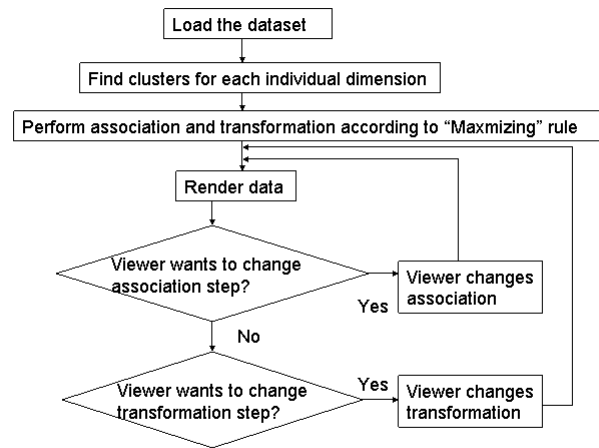 Load the dataset
Find clusters for each individual dimension
Perform association and transformation according to “Maxmizing” rule
Render data
Viewer wants to change
association step?
Yes
Viewer changes
association
No
Viewer wants to change
transformation step?
Yes
Viewer changes
transformation